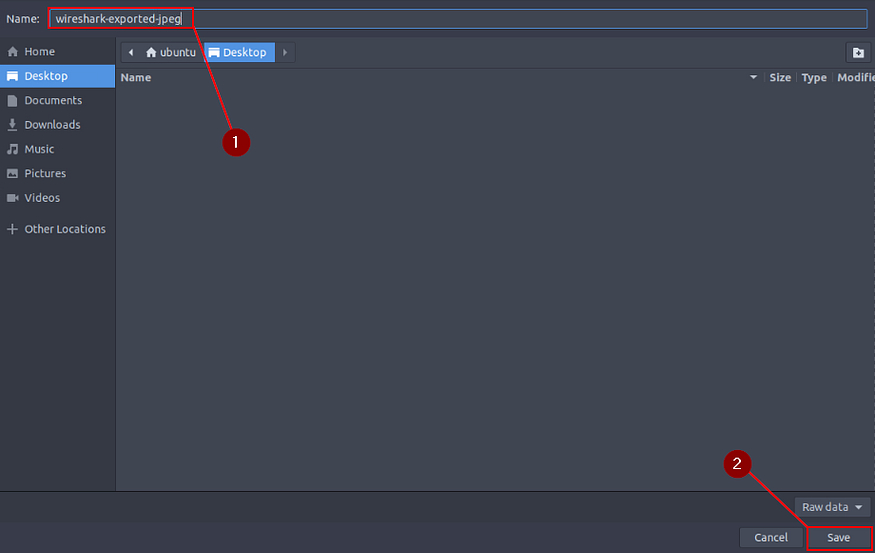 Name: wireshark-exported-jpeg
Home
ubuntu Desktop
Desktop
Name Size Type Modifie
Documents
Downloads
1
Music
Pictures
Videos
Other Locations
2
Raw data
Cancel Save